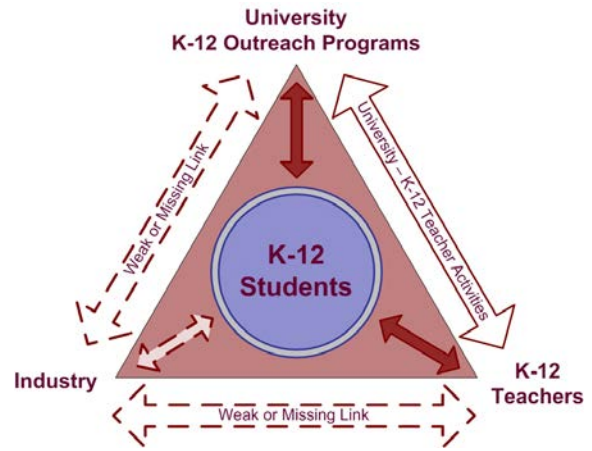 University
K-12 Outreach Programs
Weak or Missing Link
University – K-12 Teacher Activities
K-12
Students
Industry
K-12
Teachers
Weak or Missing Link